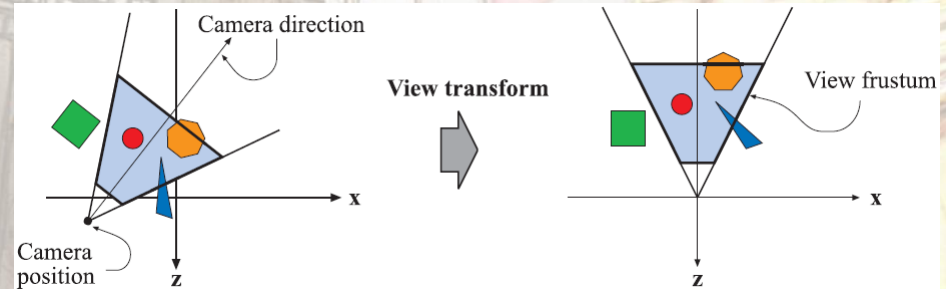 Camera direction
x
Camera
position
z
View transform
View frustum
x
z